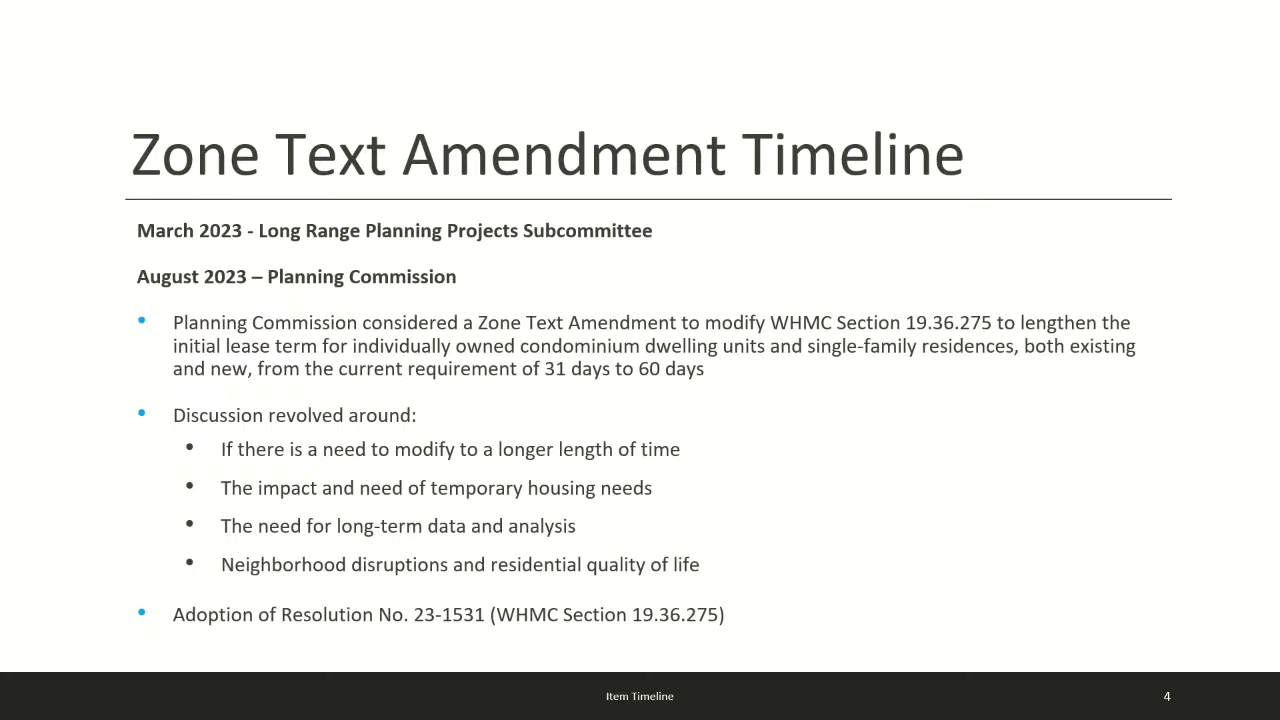 Zone Text Amendment Timeline
March 2023 - Long Range Planning Projects Subcommittee
August 2023 – Planning Commission
• Planning Commission considered a Zone Text Amendment to modify WHMC Section 19.36.275 to lengthen the
initial lease term for individually owned condominium dwelling units and single-family residences, both existing
and new, from the current requirement of 31 days to 60 days
• Discussion revolved around:
• If there is a need to modify to a longer length of time
• The impact and need of temporary housing needs
• The need for long-term data and analysis
• Neighborhood disruptions and residential quality of life
• Adoption of Resolution No. 23-1531 (WHMC Section 19.36.275)
Item Timeline
4